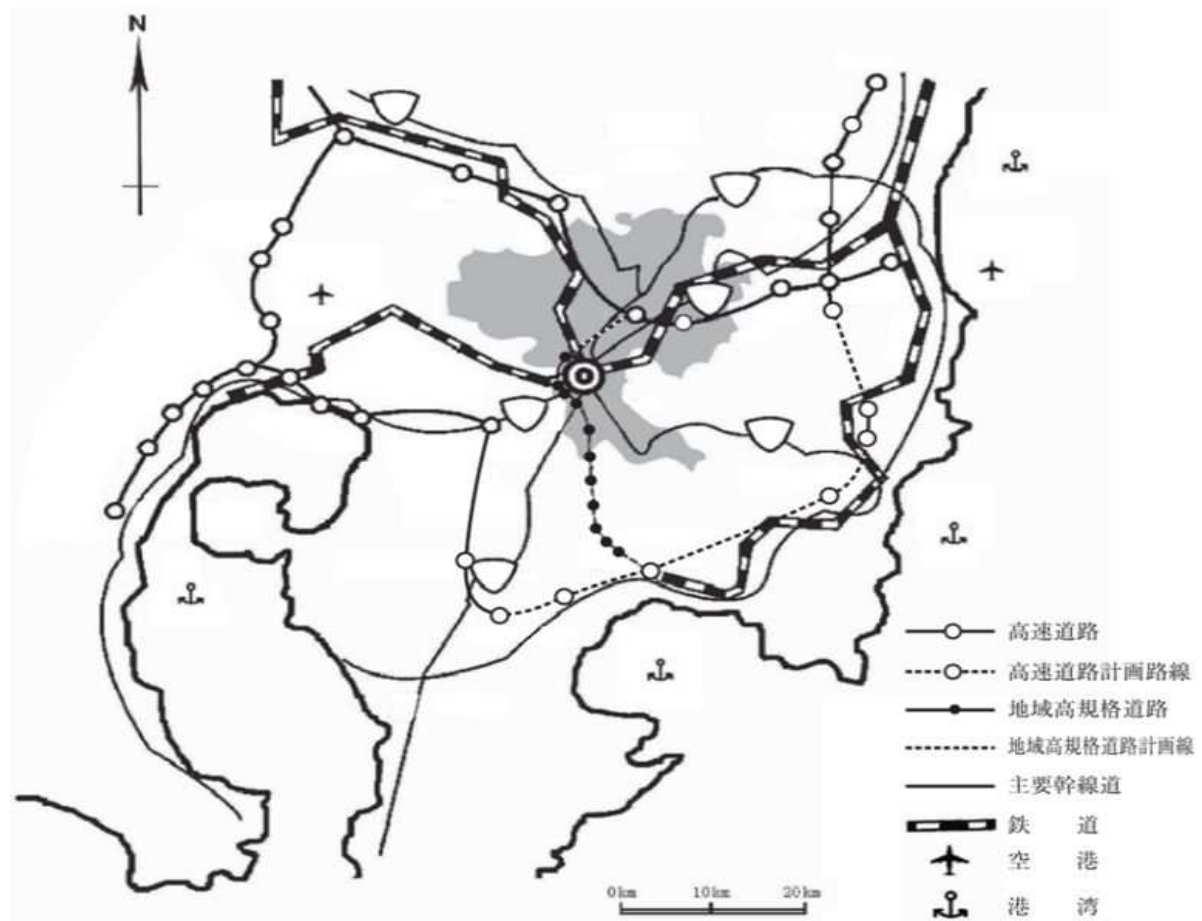 N
高速道路
高速道路計画路線
地域高規格道路
地域高規格道路計画線
主要幹線道
鉄　道
空　港
港　湾
0km 10km 20km